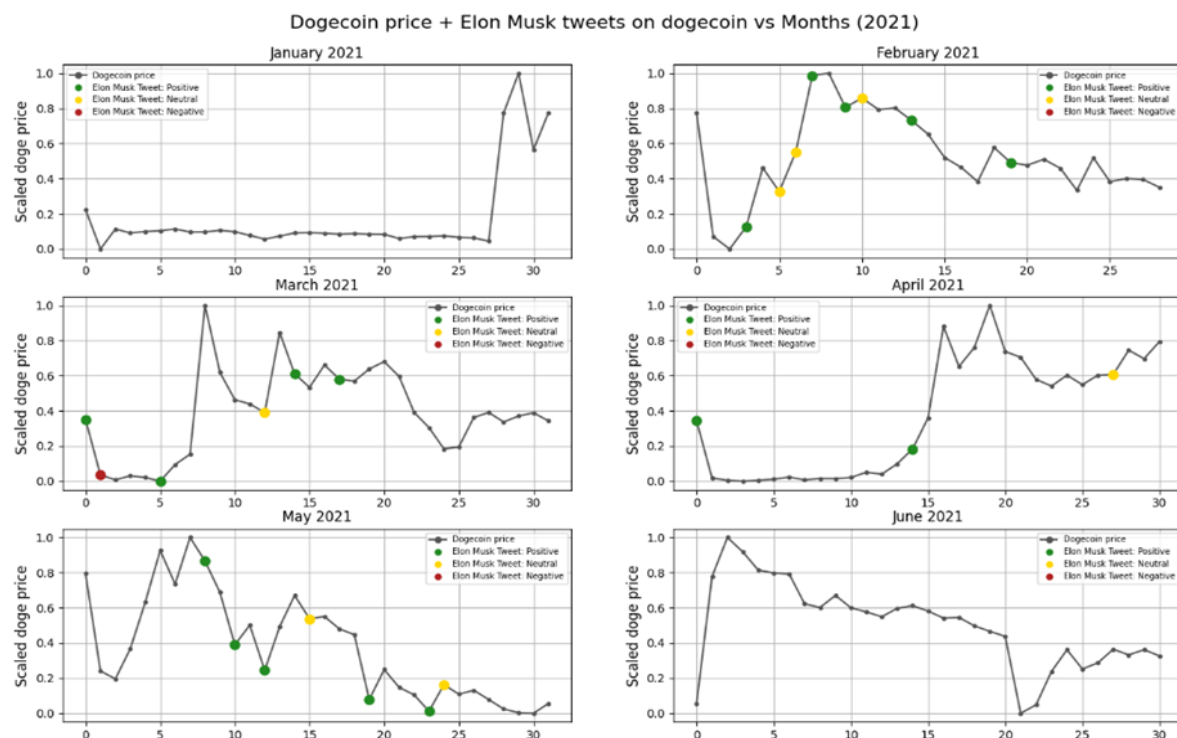 Dogecoin price + Elon Musk tweets on dogecoin vs Months (2021)
January 2021
Scaled doge price
1.0
0.8
0.6
0.4
0.2
0.0
Dogecoin price
Elon Musk Tweet: Positive
Elon Musk Tweet: Neutral
Elon Musk Tweet: Negative
0 5 10 15 20 25 30
February 2021
Scaled doge price
1.0
0.8
0.6
0.4
0.2
0.0
Dogecoin price
Elon Musk Tweet: Positive
Elon Musk Tweet: Neutral
Elon Musk Tweet: Negative
0 5 10 15 20 25
March 2021
Scaled doge price
1.0
0.8
0.6
0.4
0.2
0.0
Dogecoin price
Elon Musk Tweet: Positive
Elon Musk Tweet: Neutral
Elon Musk Tweet: Negative
0 5 10 15 20 25 30
April 2021
Scaled doge price
1.0
0.8
0.6
0.4
0.2
0.0
Dogecoin price
Elon Musk Tweet: Positive
Elon Musk Tweet: Neutral
Elon Musk Tweet: Negative
0 5 10 15 20 25 30
May 2021
Scaled doge price
1.0
0.8
0.6
0.4
0.2
0.0
Dogecoin price
Elon Musk Tweet: Positive
Elon Musk Tweet: Neutral
Elon Musk Tweet: Negative
0 5 10 15 20 25 30
June 2021
Scaled doge price
1.0
0.8
0.6
0.4
0.2
0.0
Dogecoin price
Elon Musk Tweet: Positive
Elon Musk Tweet: Neutral
Elon Musk Tweet: Negative
0 5 10 15 20 25 30